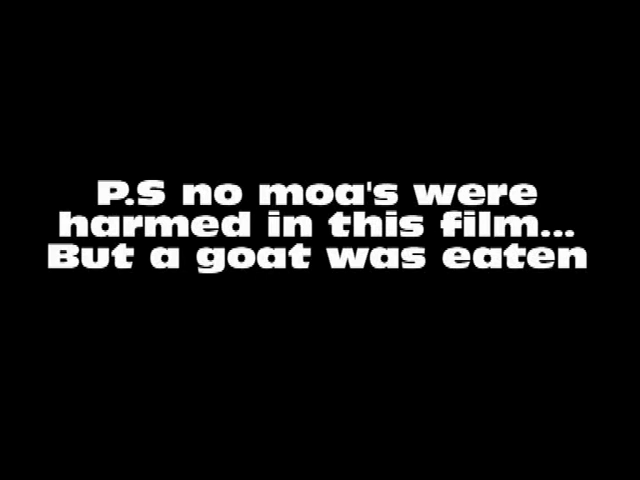 P.S no moa's were
harmed in this film...
But a goat was eaten